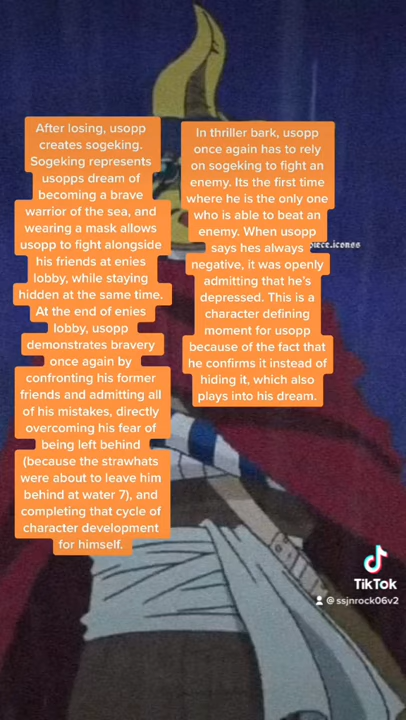 After losing, usopp
creates sogeking.
Sogeking represents
usopps dream of
becoming a brave
warrior of the sea, and
wearing a mask allows
usopp to fight alongside
his friends at enies
lobby, while staying
hidden at the same time.
At the end of enies
lobby, usopp
demonstrates bravery
once again by
confronting his former
friends and admitting all
of his mistakes, directly
overcoming his fear of
being left behind
(because the strawhats
were about to leave him
behind at water 7), and
completing that cycle of
character development
for himself.
In thriller bark, usopp
once again has to rely
on sogeking to fight an
enemy. Its the first time
where he is the only one
who is able to beat an
enemy. When usopp
says hes always
negative, it was openly
admitting that he's
depressed. This is a
character defining
moment for usopp
because of the fact that
he confirms it instead of
hiding it, which also
plays into his dream.
TikTok
@ssjnrock06v2